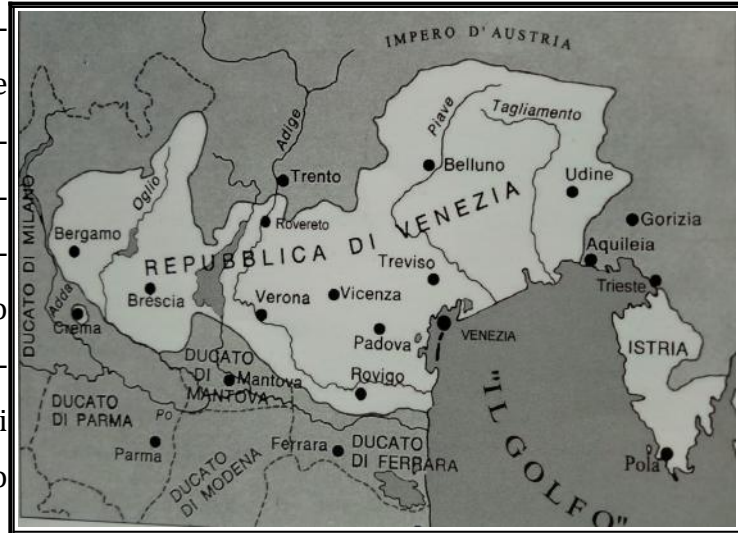 e
o
i
o
IMPERO D'AUSTRIA
Adige
Piave
Tagliamento
Trento
Belluno
Udine
Oglio
Rovereto
Gorizia
Bergamo
REPUBBLICA DI VENEZIA
Aquileia
DUCATO DI MILANO
Treviso
Trieste
Adda
Brescia
Verona
Vicenza
Crema
VENEZIA
Padova
ISTRIA
DUCATO
DI
MANTOVA
Mantova
Rovigo
"IL GOLFO"
DUCATO
DI PARMA
Po
Parma
Ferrara
DUCATO
DI FERRARA
DUCATO
DI MODENA
Pola